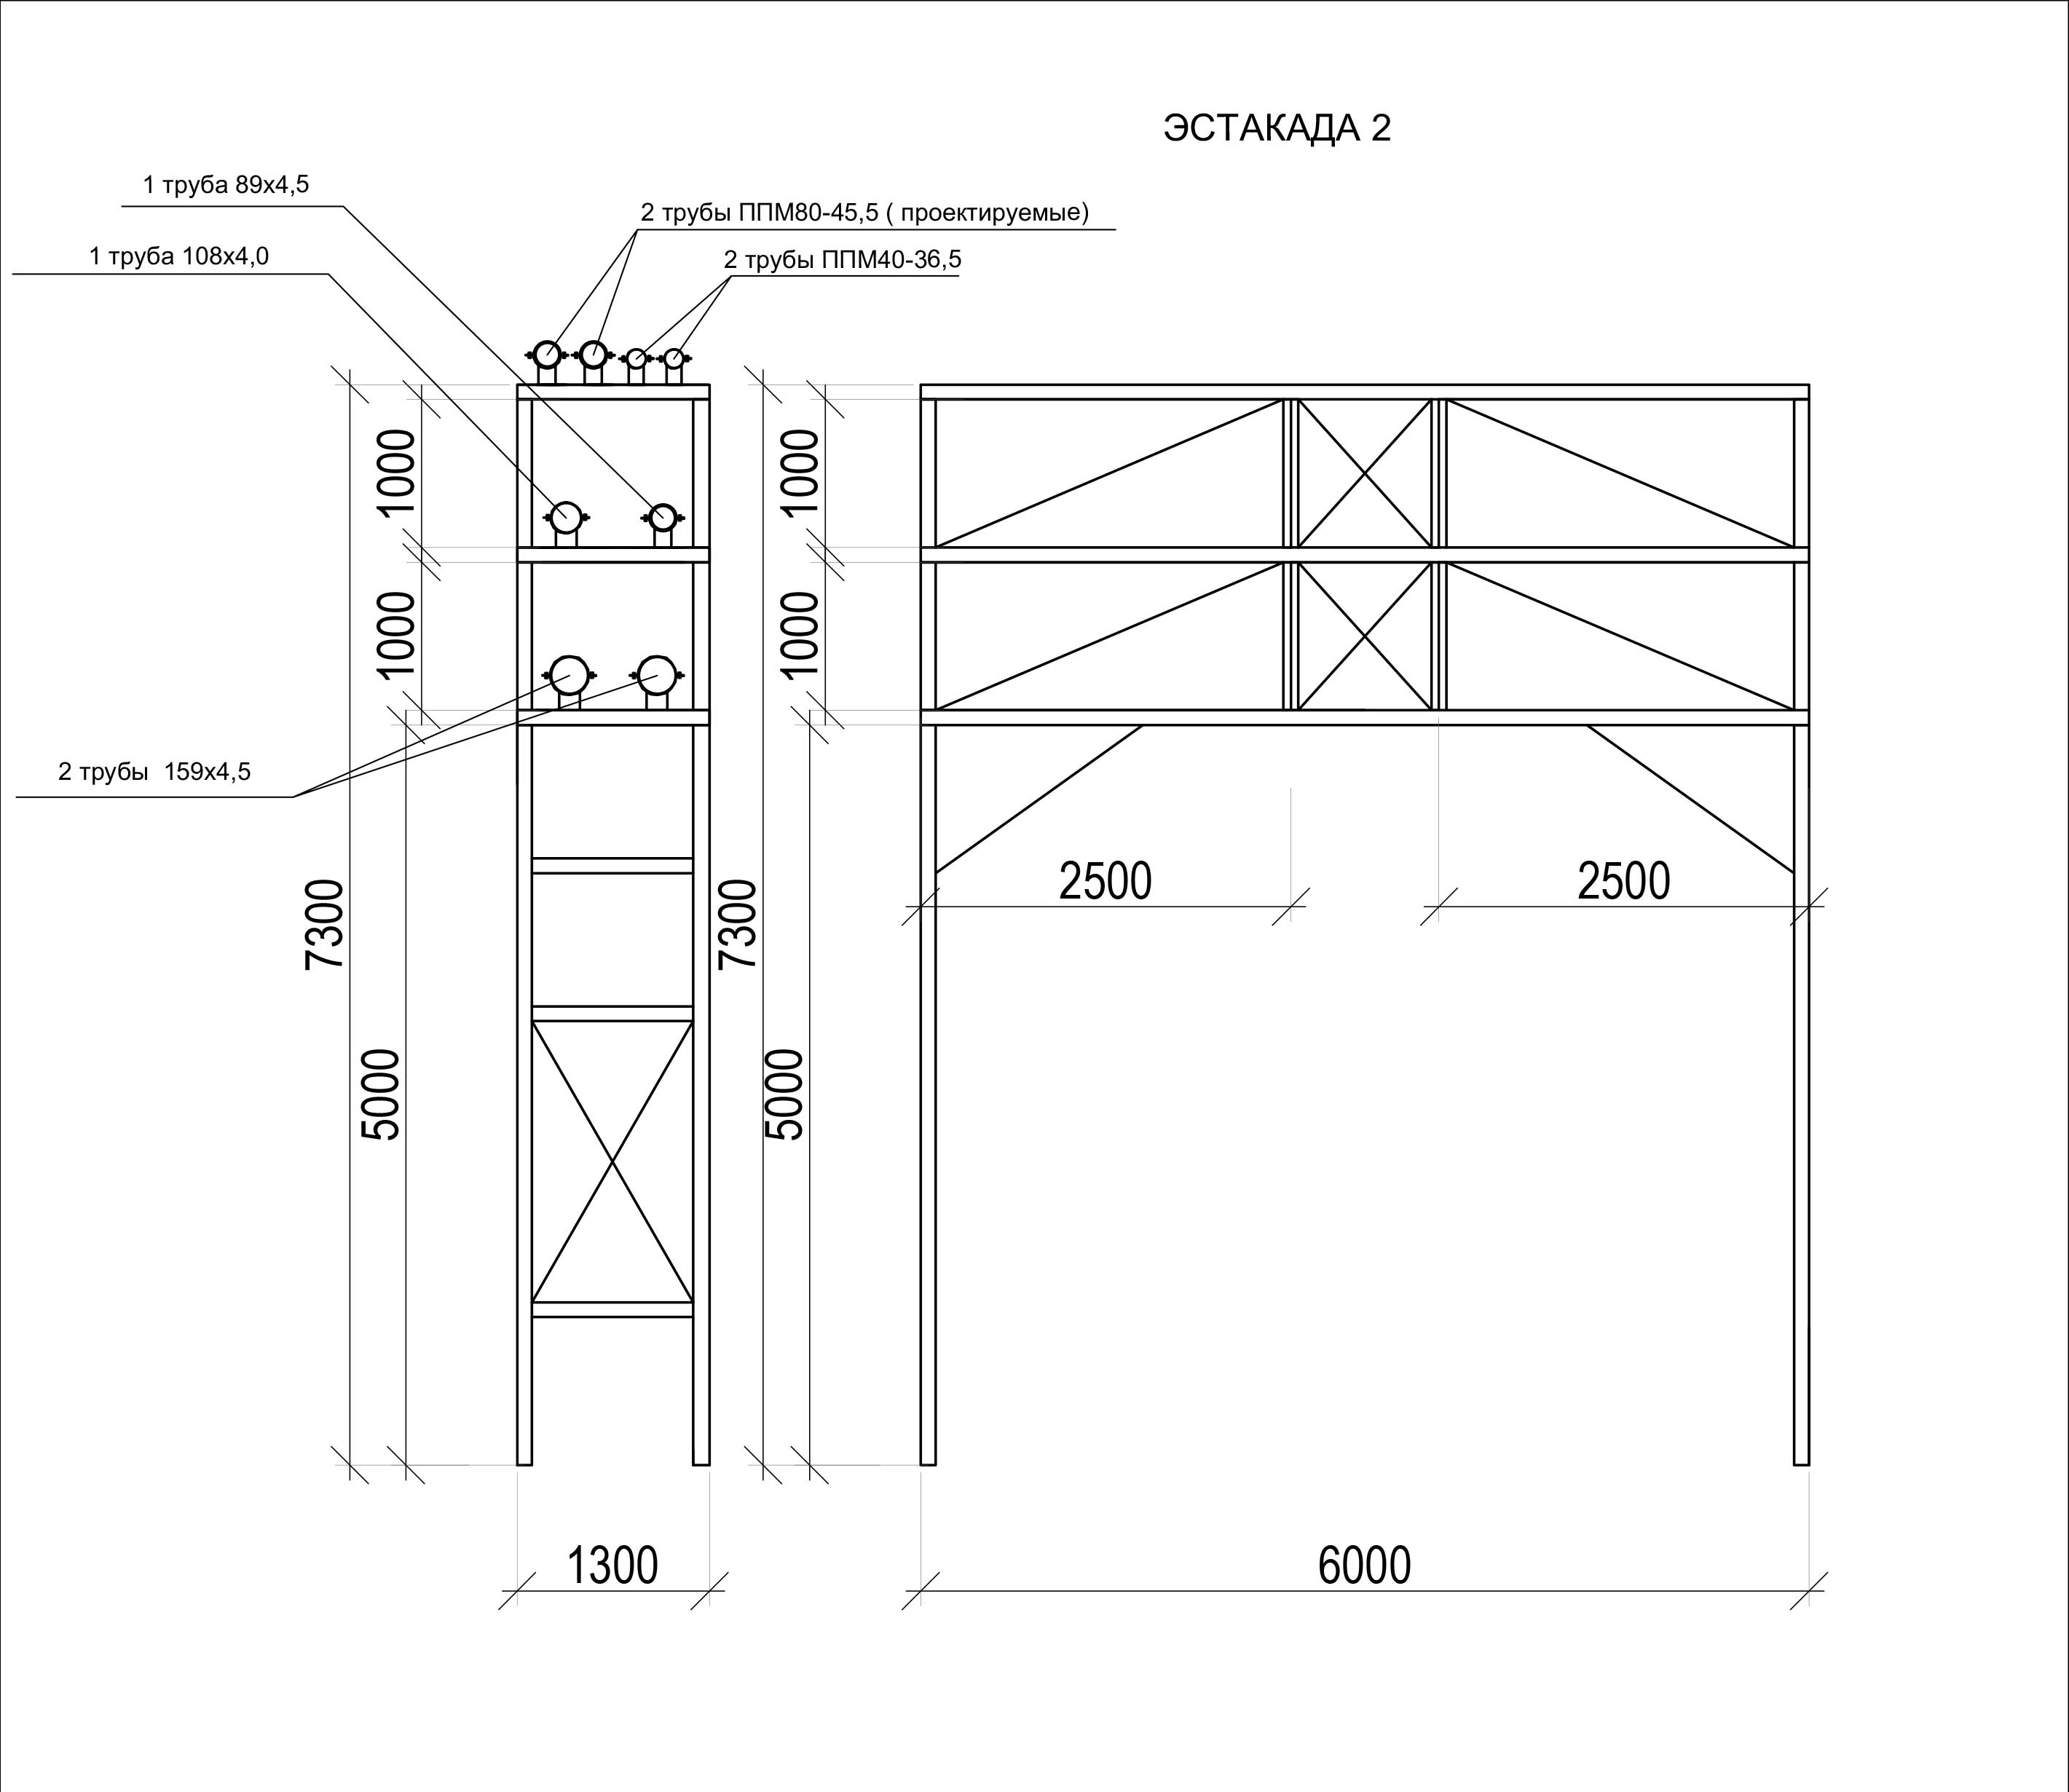 ЭСТАКАДА 2
1 труба 89х4,5
2 трубы ППМ80-45,5 ( проектируемые)
1 труба 108х4,0
2 трубы ППМ40-36,5
1000
1000
1000
1000
2 трубы 159х4,5
7300
7300
2500
2500
5000
5000
1300
6000